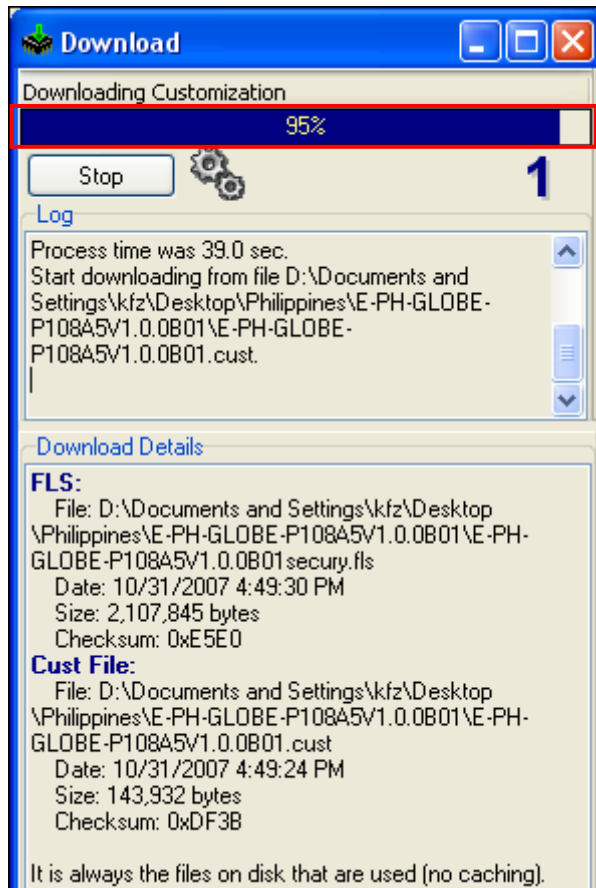 Download
Downloading Customization
95%
Stop
1
Log
Process time was 39.0 sec.
Start downloading from file D:\Documents and
Settings\kfz\Desktop\Philippines\E-PH-GLOBE-
P108A5V1.0.0B01\E-PH-GLOBE-
P108A5V1.0.0B01.cust.
Download Details
FLS:
File: D:\Documents and Settings\kfz\Desktop
\Philippines\E-PH-GLOBE-P108A5V1.0.0B01\E-PH-
GLOBE-P108A5V1.0.0B01secury.fls
Date: 10/31/2007 4:49:30 PM
Size: 2,107,845 bytes
Checksum: 0xE5E0
Cust File:
File: D:\Documents and Settings\kfz\Desktop
\Philippines\E-PH-GLOBE-P108A5V1.0.0B01\E-PH-
GLOBE-P108A5V1.0.0B01.cust
Date: 10/31/2007 4:49:24 PM
Size: 143,932 bytes
Checksum: 0xDF3B
It is always the files on disk that are used (no caching).